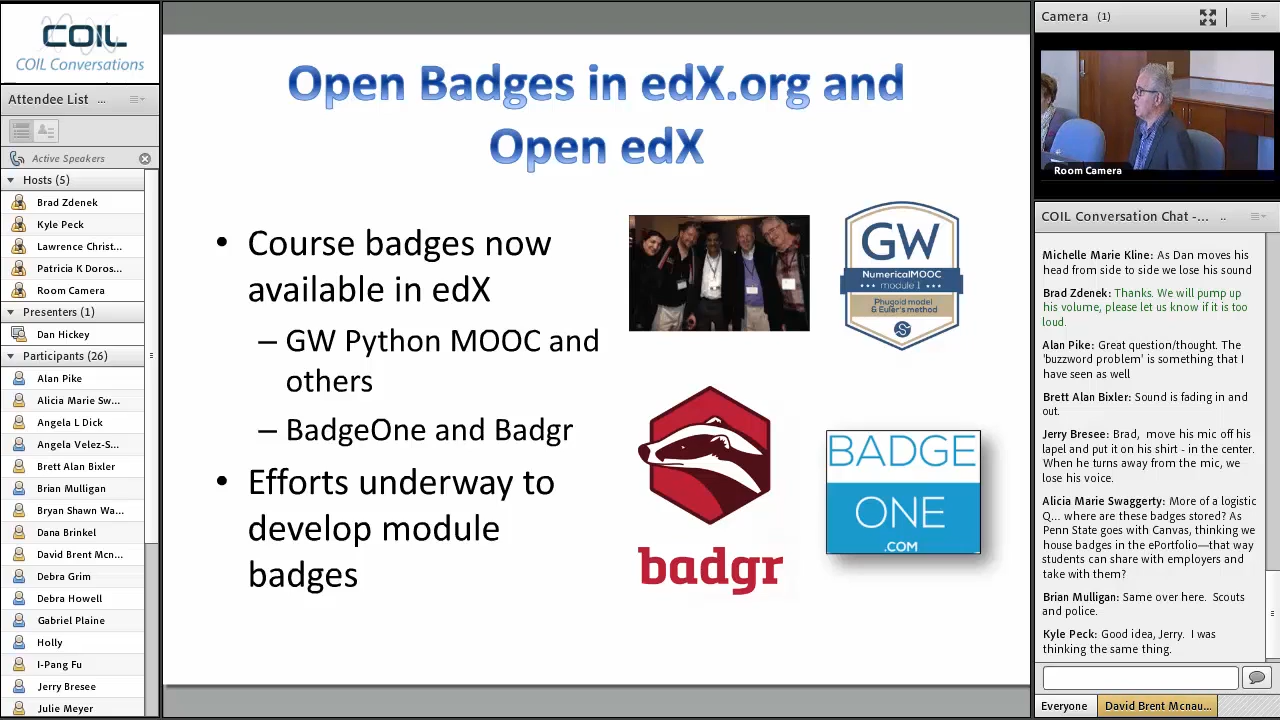 COIL
COIL Conversations
Attendee List ...
Active Speakers
Hosts (5)
Brad Zdenek
Kyle Peck
Lawrence Christ...
Patricia K Doros...
Room Camera
Presenters (1)
Dan Hickey
Participants (26)
Alan Pike
Alicia Marie Sw...
Angela L Dick
Angela Velez-S...
Brett Alan Bixler
Brian Mulligan
Bryan Shawn Wa...
Dana Brinkel
David Brent Mcn...
Debra Grim
Debra Howell
Gabriel Plaine
Holly
I-Pang Fu
Jerry Bresee
Julie Meyer
Open Badges in edX.org and
Open edX
• Course badges now
available in edX
– GW Python MOOC and
others
– BadgeOne and Badgr
• Efforts underway to
develop module
badges
GW
NumericalMOOC
module 1
Phugoid model
& Euler's method
badgr
BADGE
ONE
.COM
Camera (1)
Room Camera
COIL Conversation Chat -... ..
Michelle Marie Kline: As Dan moves his
head from side to side we lose his sound
Brad Zdenek: Thanks. We will pump up
his volume, please let us know if it is too
loud.
Alan Pike: Great question/thought. The
'buzzword problem' is something that I
have seen as well
Brett Alan Bixler: Sound is fading in and
out.
Jerry Bresee: Brad, move his mic off his
lapel and put it on his shirt - in the center.
When he turns away from the mic, we
lose his voice.
Alicia Marie Swaggerty: More of a logistic
Q... where are these badges stored? As
Penn State goes with Canvas, thinking we
house badges in the ePortfolio—that way
students can share with employers and
take with them?
Brian Mulligan: Same over here. Scouts
and police.
Kyle Peck: Good idea, Jerry. I was
thinking the same thing.
Everyone
David Brent Mcnau...